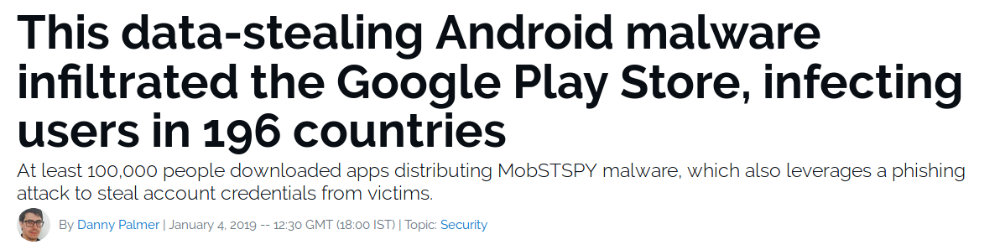 This data-stealing Android malware
infiltrated the Google Play Store, infecting
users in 196 countries
At least 100,000 people downloaded apps distributing MobSTSPY malware, which also leverages a phishing
attack to steal account credentials from victims.
By Danny Palmer | January 4, 2019 -- 12:30 GMT (18:00 IST) | Topic: Security